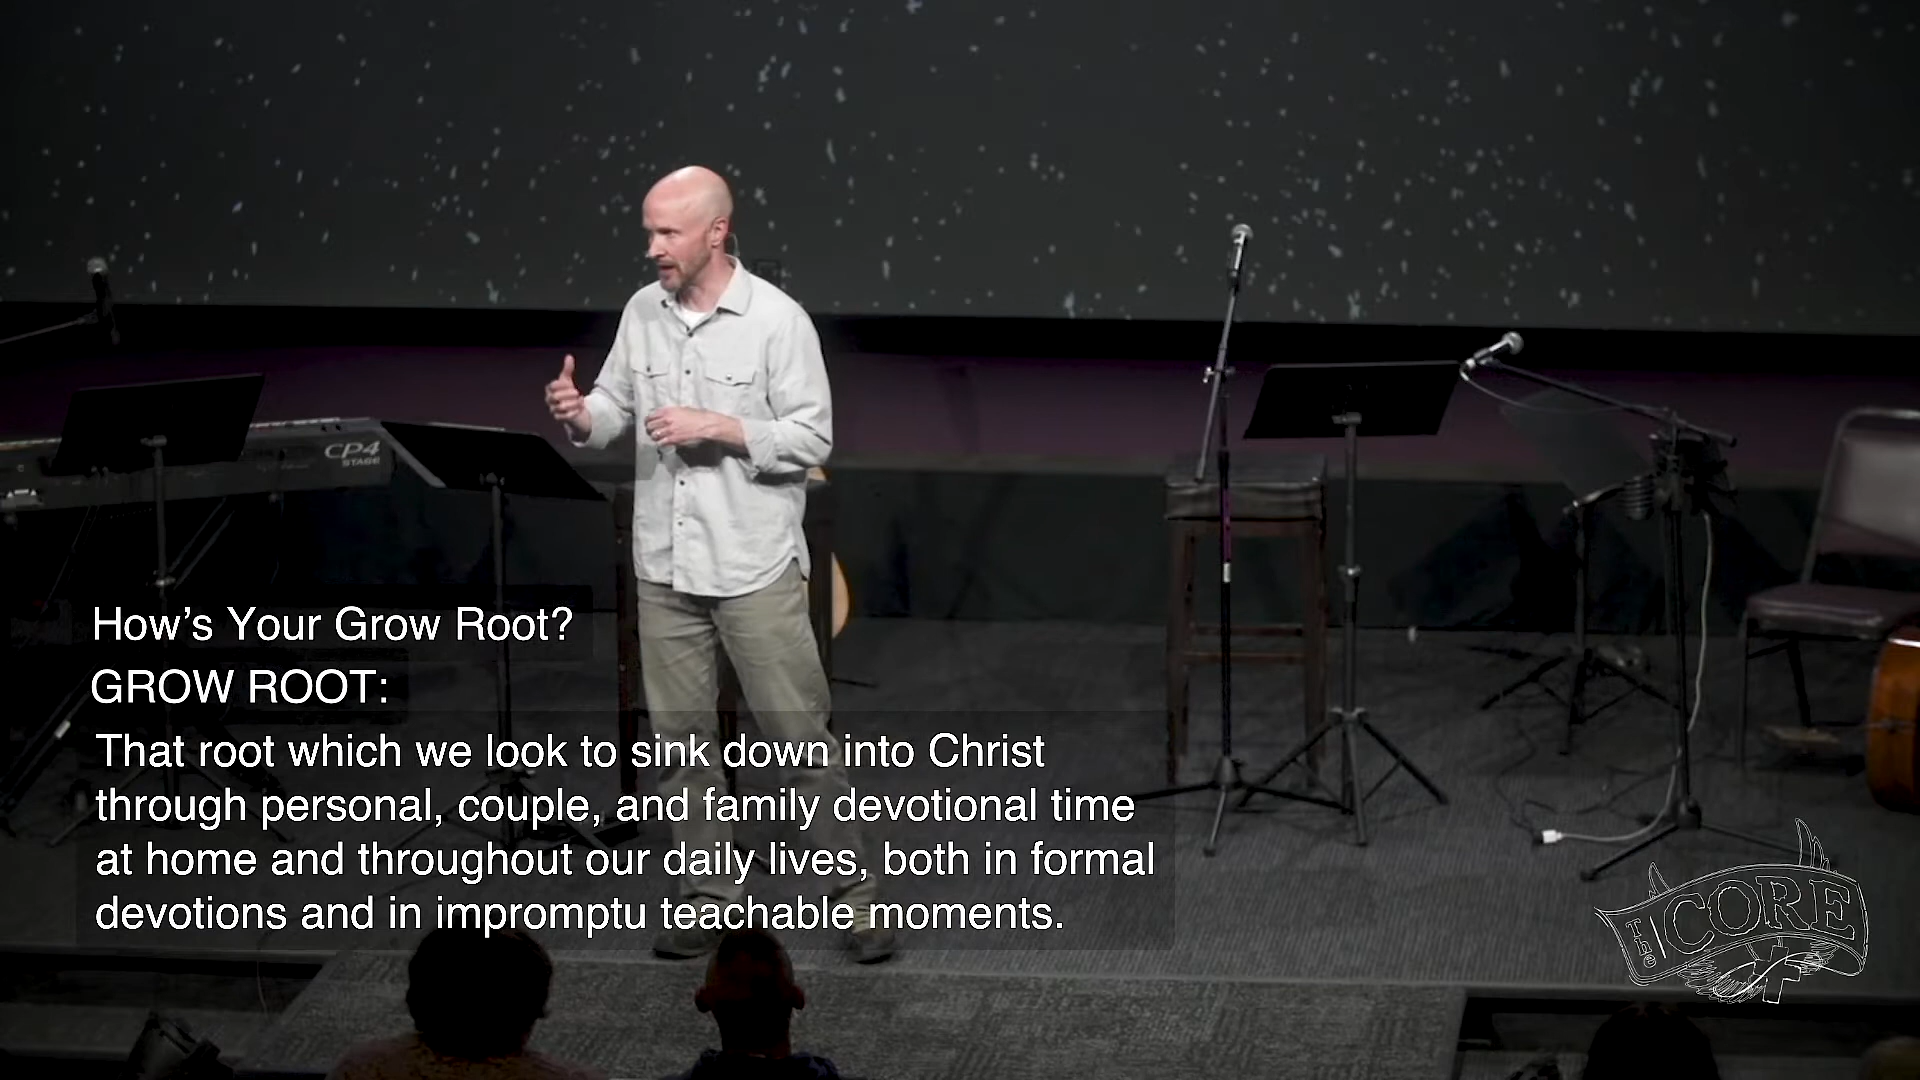 CP4
STAGE
How's Your Grow Root?
GROW ROOT:
That root which we look to sink down into Christ
through personal, couple, and family devotional time
at home and throughout our daily lives, both in formal
devotions and in impromptu teachable moments.
THE CORE